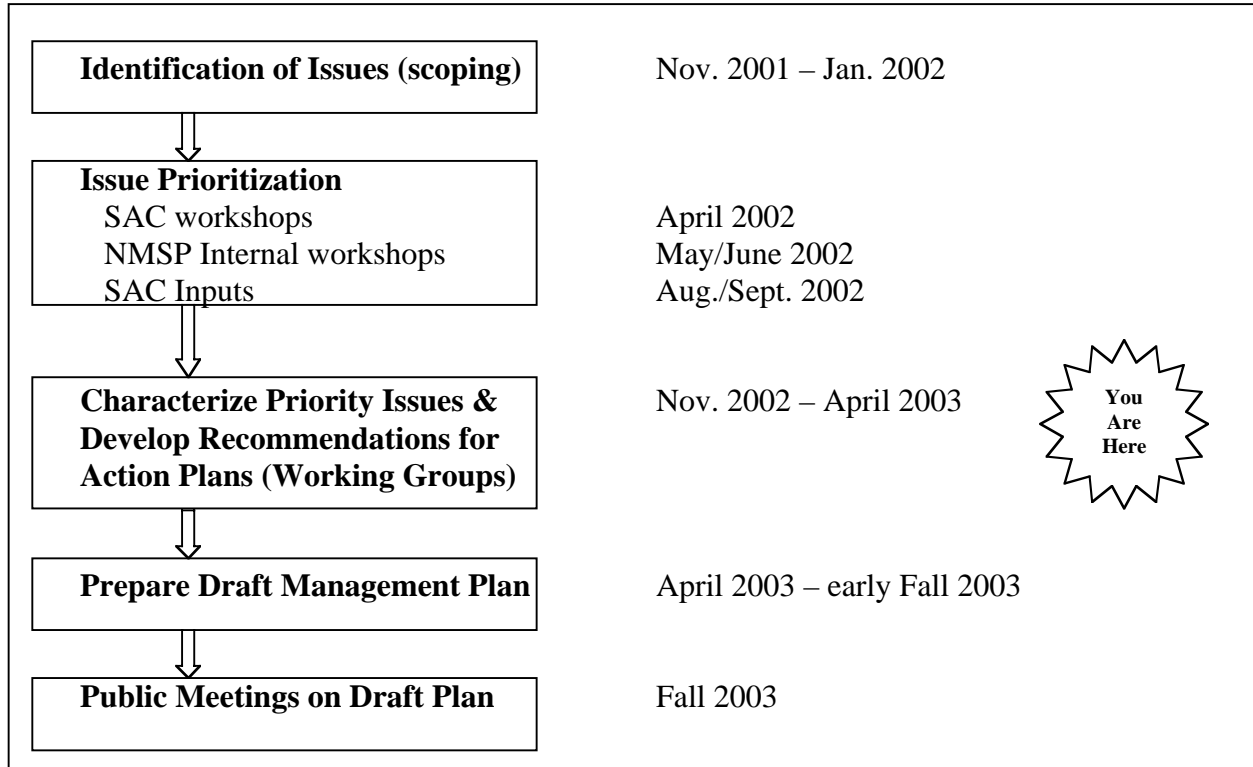 Identification of Issues (scoping) Nov. 2001 – Jan. 2002
Issue Prioritization
SAC workshops April 2002
NMSP Internal workshops May/June 2002
SAC Inputs Aug./Sept. 2002
Characterize Priority Issues & Nov. 2002 – April 2003
Develop Recommendations for
Action Plans (Working Groups)
You
Are
Here
Prepare Draft Management Plan April 2003 – early Fall 2003
Public Meetings on Draft Plan Fall 2003